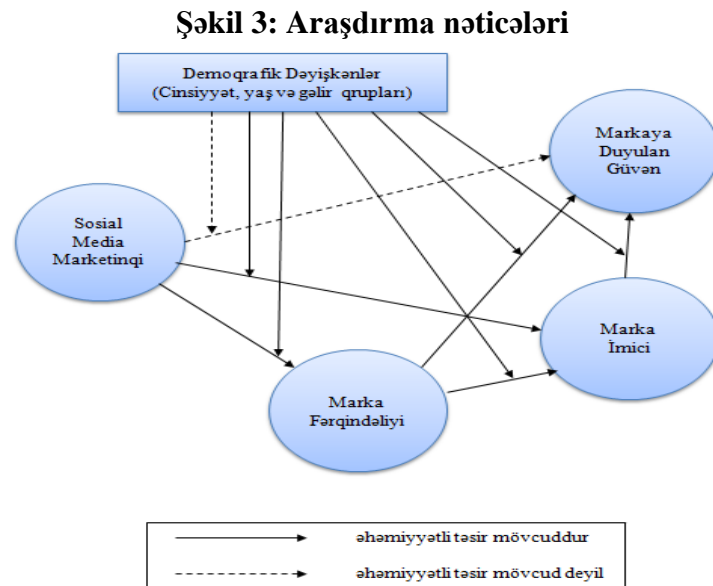 Şəkil 3: Araşdırma nəticələri
Demoqrafik Dəyişkənlər
(Cinsiyyət, yaş və gəlir qrupları)
Markaya
Duyulan
Güvən
Sosial
Media
Marketinqi
Marka
İmici
Marka
Fərqindəliyi
əhəmiyyətli təsir mövcuddur
əhəmiyyətli təsir mövcud deyil